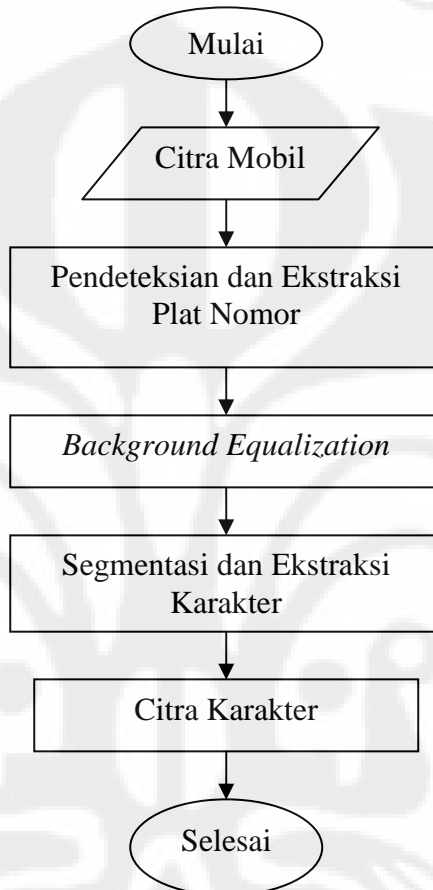 Mulai
Citra Mobil
Pendeteksian dan Ekstraksi
Plat Nomor
Background Equalization
Segmentasi dan Ekstraksi
Karakter
Citra Karakter
Selesai